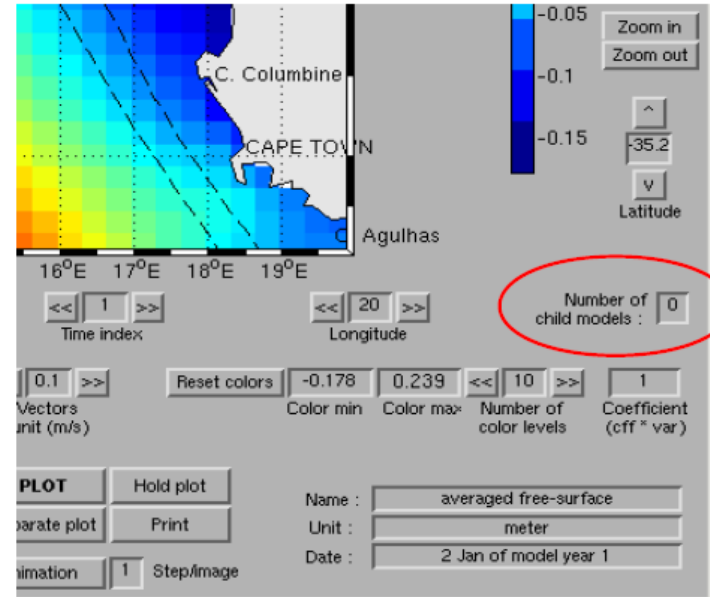 -0.05
Zoom in
Zoom out
C. Columbine
-0.1
^
CAPE TOWN
-0.15
-35.2
v
Latitude
Agulhas
16°E 17°E 18°E 19°E
<< 1 >>
<< 20 >>
Number of 0
child models :
Time index
Longitude
0.1 >>
Reset colors
-0.178
0.239
<< 10 >>
1
Vectors
Color min
Color max
Number of
Coefficient
unit (m/s)
color levels
(cff * var)
PLOT
Hold plot
Name : averaged free-surface
Print
Unit : meter
Date : 2 Jan of model year 1
1 Step/image